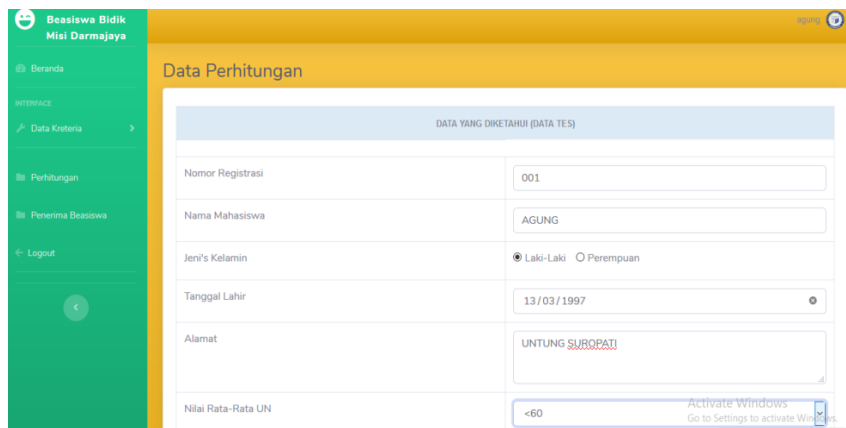 Beasiswa Bidik
Misi Darmajaya
agung
Beranda
Data Perhitungan
INTERFACE
Data Kreteria
DATA YANG DIKETAHUI (DATA TES)
Perhitungan
Nomor Registrasi
001
Penerima Beasiswa
Nama Mahasiswa
AGUNG
Logout
Jeni's Kelamin
Laki-Laki Perempuan
Tanggal Lahir
13/03/1997
Alamat
UNTUNG SUROPATI
Nilai Rata-Rata UN
<60
Activate Windows
Go to Settings to activate Windows.